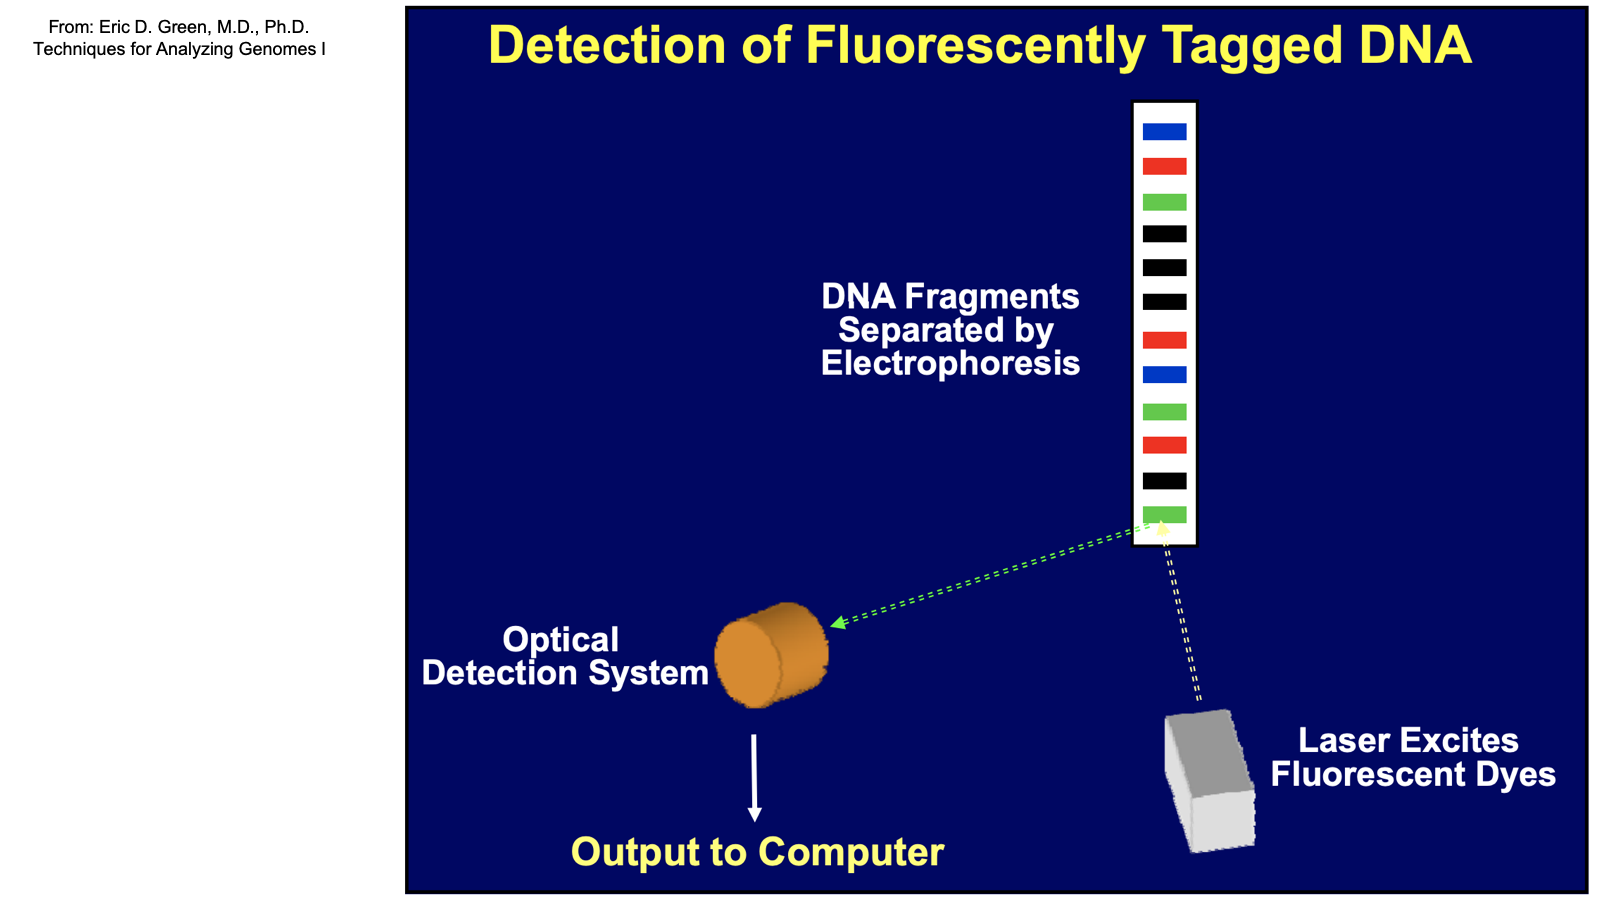 From: Eric D. Green, M.D., Ph.D.
Techniques for Analyzing Genomes I
Detection of Fluorescently Tagged DNA
DNA Fragments
Separated by
Electrophoresis
Optical
Detection System
Laser Excites
Fluorescent Dyes
Output to Computer